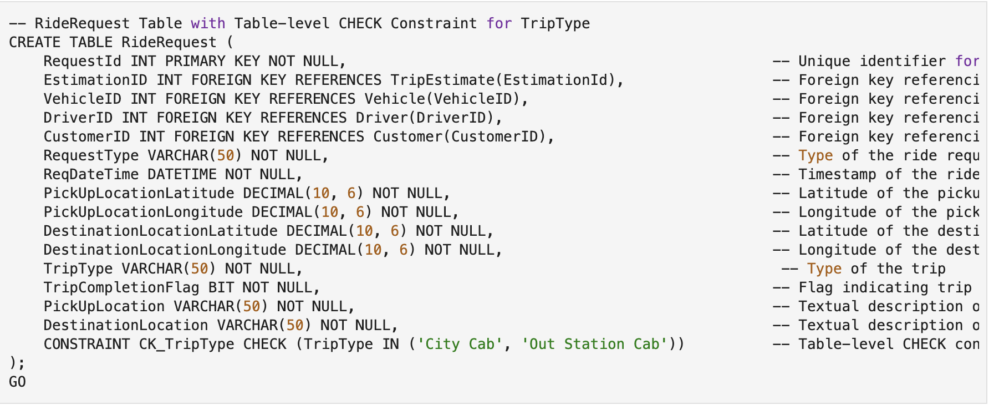 -- RideRequest Table with Table-level CHECK Constraint for TripType
CREATE TABLE RideRequest (
    RequestId INT PRIMARY KEY NOT NULL, -- Unique identifier for
    EstimationID INT FOREIGN KEY REFERENCES TripEstimate(EstimationId), -- Foreign key referenci
    VehicleID INT FOREIGN KEY REFERENCES Vehicle(VehicleID), -- Foreign key referenci
    DriverID INT FOREIGN KEY REFERENCES Driver(DriverID), -- Foreign key referenci
    CustomerID INT FOREIGN KEY REFERENCES Customer(CustomerID), -- Foreign key referenci
    RequestType VARCHAR(50) NOT NULL, -- Type of the ride requ
    ReqDateTime DATETIME NOT NULL, -- Timestamp of the ride
    PickUpLocationLatitude DECIMAL(10, 6) NOT NULL, -- Latitude of the picku
    PickUpLocationLongitude DECIMAL(10, 6) NOT NULL, -- Longitude of the pick
    DestinationLocationLatitude DECIMAL(10, 6) NOT NULL, -- Latitude of the desti
    DestinationLocationLongitude DECIMAL(10, 6) NOT NULL, -- Longitude of the dest
    TripType VARCHAR(50) NOT NULL, -- Type of the trip
    TripCompletionFlag BIT NOT NULL, -- Flag indicating trip
    PickUpLocation VARCHAR(50) NOT NULL, -- Textual description o
    DestinationLocation VARCHAR(50) NOT NULL, -- Textual description o
    CONSTRAINT CK_TripType CHECK (TripType IN ('City Cab', 'Out Station Cab')) -- Table-level CHECK con
);
GO